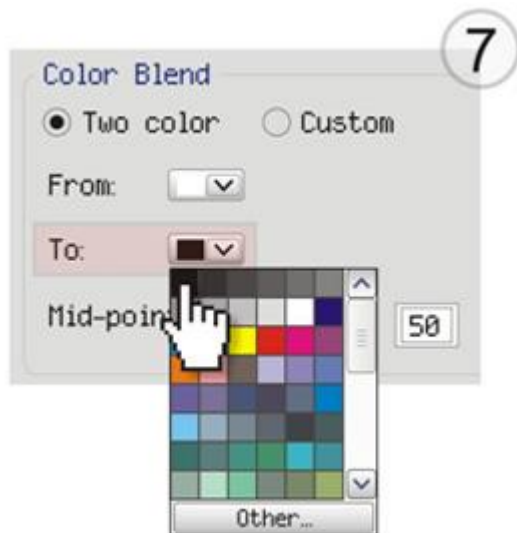 7
Color Blend
Two color Custom
From:
To:
Mid-poin
50
Other...